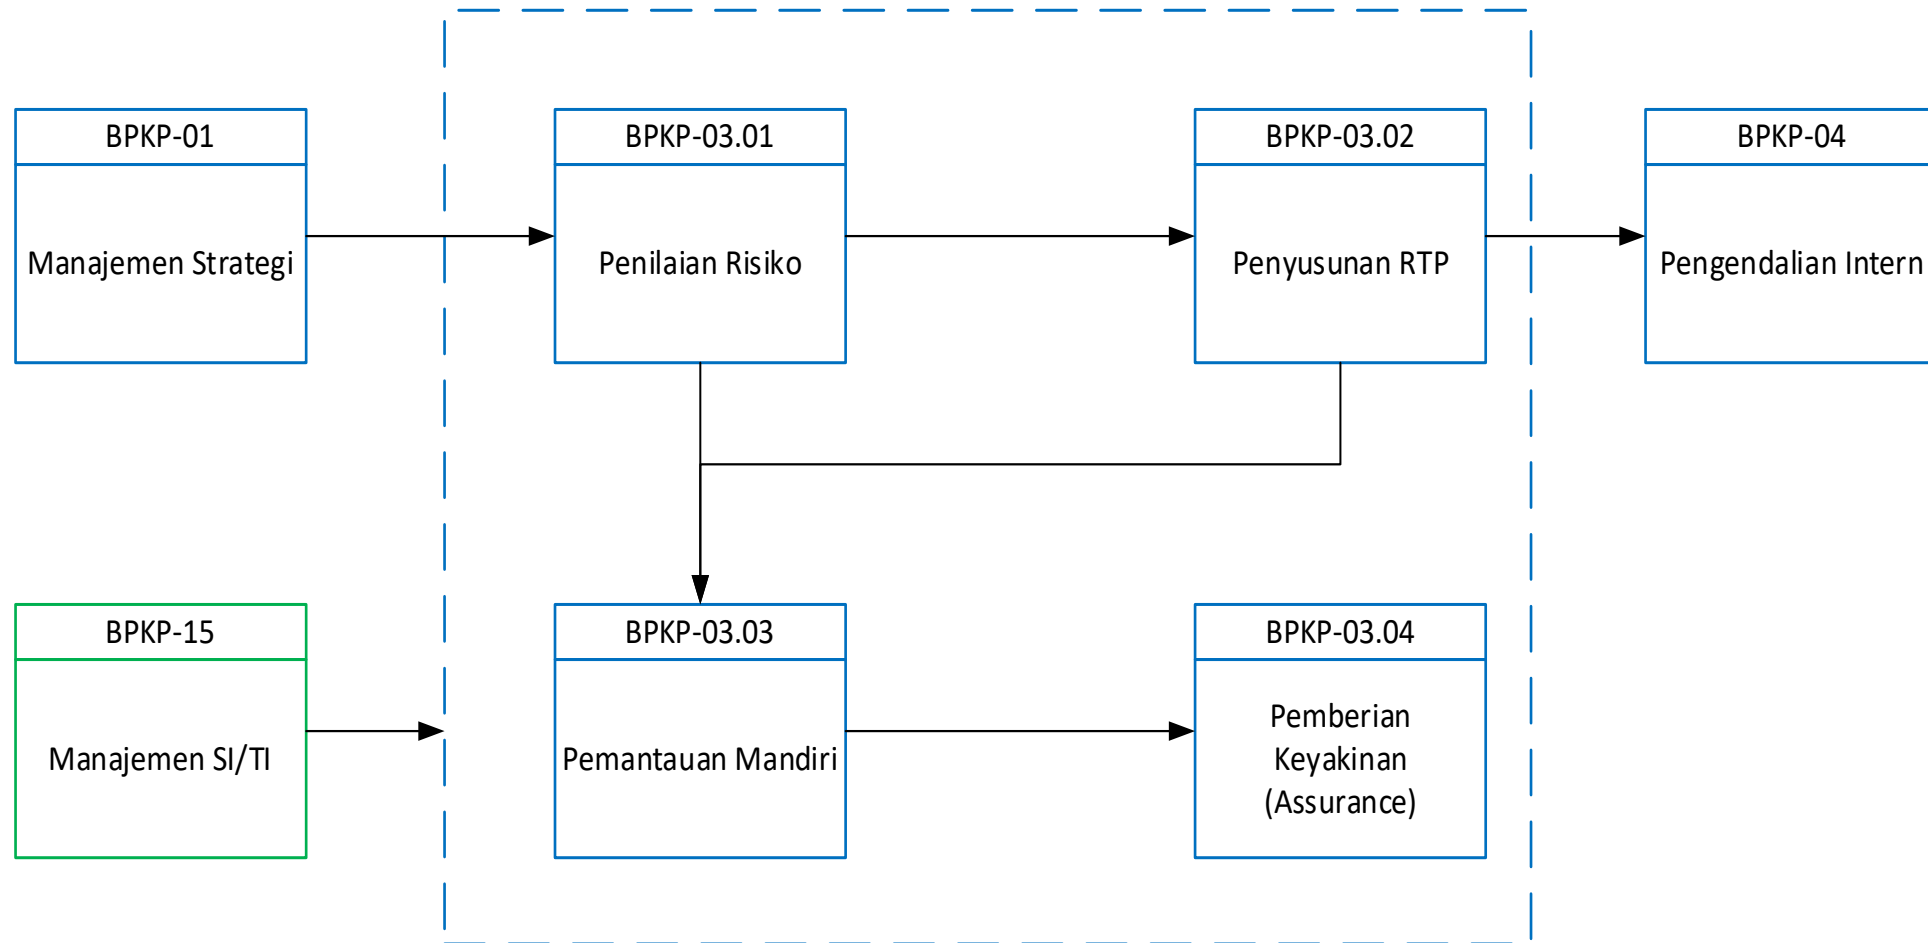 BPKP-01
Manajemen Strategi
BPKP-03.01
Penilaian Risiko
BPKP-03.02
Penyusunan RTP
BPKP-04
Pengendalian Intern
BPKP-15
Manajemen SI/TI
BPKP-03.03
Pemantauan Mandiri
BPKP-03.04
Pemberian
Keyakinan
(Assurance)